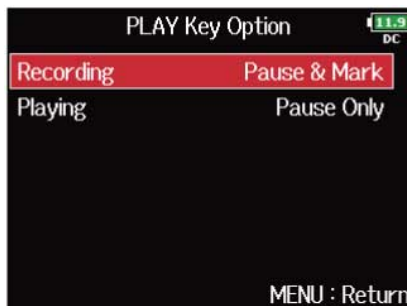 PLAY Key Option
11.9
DC
Recording Pause & Mark
Playing Pause Only
MENU : Return